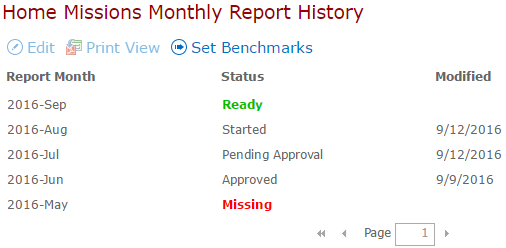 Home Missions Monthly Report History
Edit Print View Set Benchmarks
Report Month Status Modified
2016-Sep Ready
2016-Aug Started 9/12/2016
2016-Jul Pending Approval 9/12/2016
2016-Jun Approved 9/9/2016
2016-May Missing
Page 1